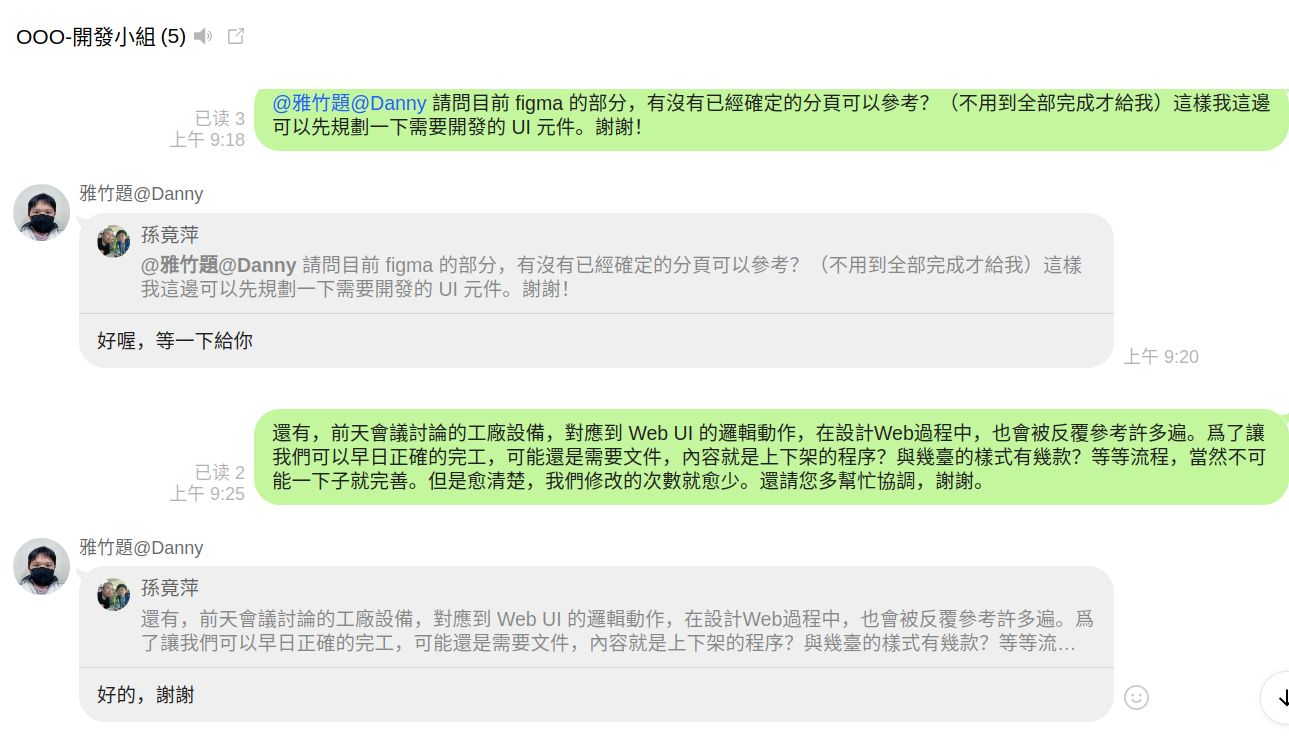 OOO-開發小組 (5)
@雅竹題@Danny 請問目前 figma 的部分，有沒有已經確定的分頁可以參考？（不用到全部完成才給我）這樣我這邊
可以先規劃一下需要開發的 UI 元件。謝謝！
已读 3
上午 9:18
雅竹題@Danny
孫竟萍
@雅竹題@Danny 請問目前 figma 的部分，有沒有已經確定的分頁可以參考？（不用到全部完成才給我）這樣
我這邊可以先規劃一下需要開發的 UI 元件。謝謝！
好喔，等一下給你
上午 9:20
還有，前天會議討論的工廠設備，對應到 Web UI 的邏輯動作，在設計Web過程中，也會被反覆參考許多遍。爲了讓
我們可以早日正確的完工，可能還是需要文件，內容就是上下架的程序？與幾臺的樣式有幾款？等等流程，當然不可
能一下子就完善。但是愈清楚，我們修改的次數就愈少。還請您多幫忙協調，謝謝。
已读 2
上午 9:25
雅竹題@Danny
孫竟萍
還有，前天會議討論的工廠設備，對應到 Web UI 的邏輯動作，在設計Web過程中，也會被反覆參考許多遍。爲
了讓我們可以早日正確的完工，可能還是需要文件，內容就是上下架的程序？與幾臺的樣式有幾款？等等流…
好的，謝謝